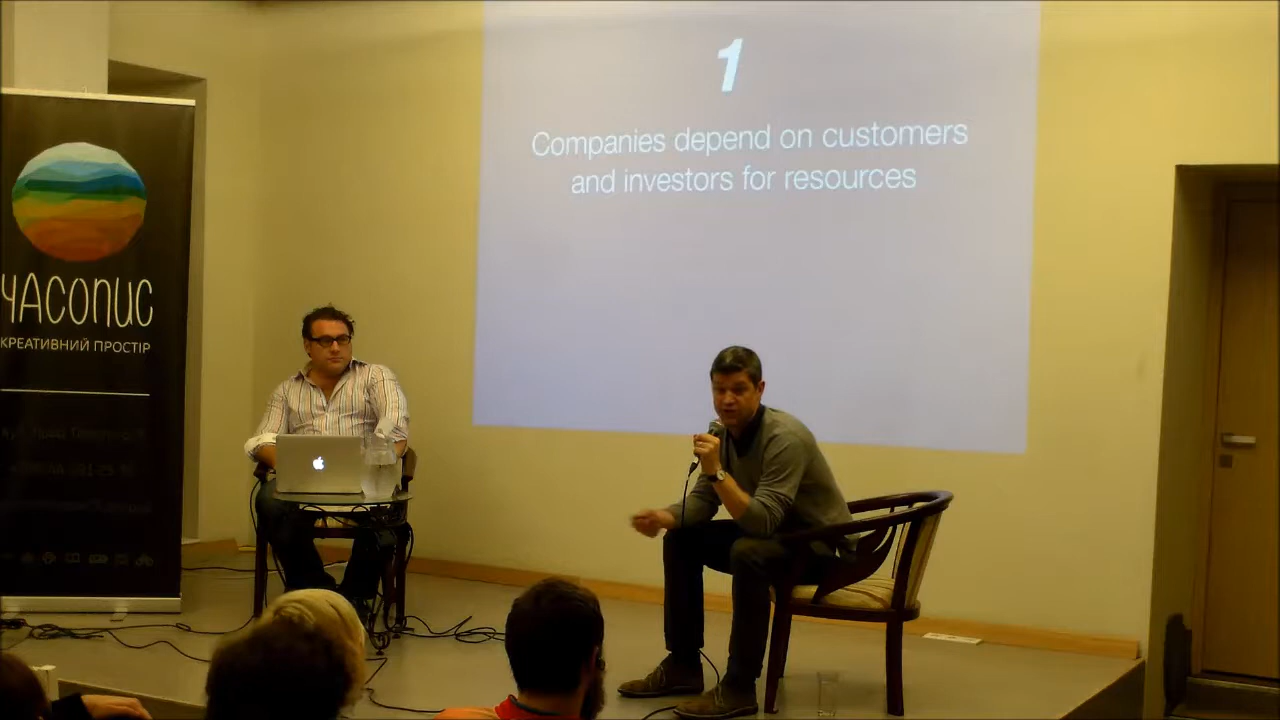 1
Companies depend on customers
and investors for resources
ЧАСОПИС
КРЕАТИВНИЙ ПРОСТІР